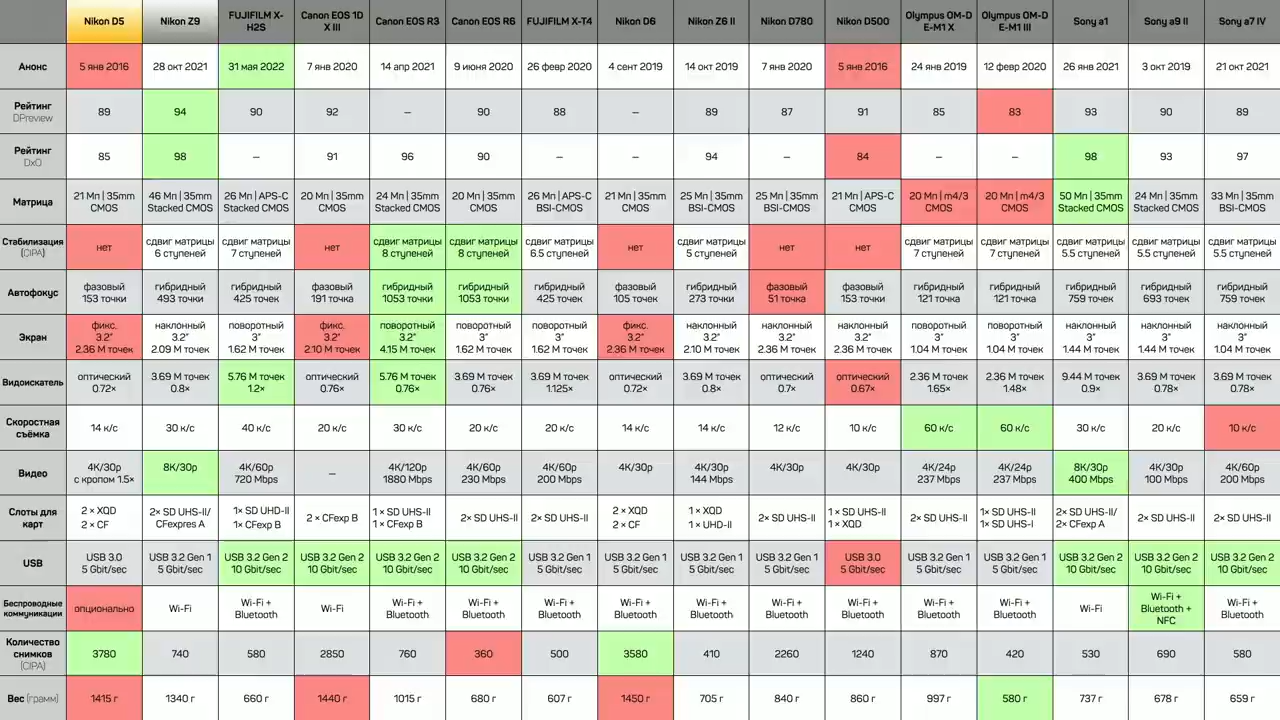 Nikon D5 Nikon Z9 FUJIFILM X- Canon EOS 1D Canon EOS R3 Canon EOS R6 FUJIFILM X-T4 Nikon D6 Nikon Z6 II Nikon D780 Nikon D500 Olympus OM-D Olympus OM-D Sony a1 Sony a9 II Sony a7 IV
H2S X III E-M1 X E-M1 III
Анонс 5 янв 2016 28 окт 2021 31 мая 2022 7 янв 2020 14 апр 2021 9 июня 2020 26 февр 2020 4 сент 2019 14 окт 2019 7 янв 2020 5 янв 2016 24 янв 2019 12 февр 2020 26 янв 2021 3 окт 2019 21 окт 2021
Рейтинг 89 94 90 92 — 90 88 — 89 87 91 85 83 93 90 89
DPreview
Рейтинг 85 98 — 91 96 90 — — 94 — 84 — — 98 93 97
DxO
Матрица 21 Мп | 35mm 46 Мп | 35mm 26 Мп | APS-C 20 Мп | 35mm 24 Мп | 35mm 20 Мп | 35mm 26 Мп | APS-C 21 Мп | 35mm 25 Мп | 35mm 25 Мп | 35mm 21 Мп | APS-C 20 Мп | m4/3 20 Мп | m4/3 50 Мп | 35mm 24 Мп | 35mm 33 Мп | 35mm
CMOS Stacked CMOS Stacked CMOS CMOS Stacked CMOS CMOS BSI-CMOS CMOS BSI-CMOS BSI-CMOS CMOS CMOS CMOS Stacked CMOS Stacked CMOS BSI-CMOS
Стабилизация нет сдвиг матрицы сдвиг матрицы нет сдвиг матрицы сдвиг матрицы сдвиг матрицы нет сдвиг матрицы нет нет сдвиг матрицы сдвиг матрицы сдвиг матрицы сдвиг матрицы сдвиг матрицы
(CIPA) 6 ступеней 7 ступеней 8 ступеней 8 ступеней 6.5 ступеней 5 ступеней 7 ступеней 7 ступеней 5.5 ступеней 5.5 ступеней 5.5 ступеней
Автофокус фазовый гибридный гибридный фазовый гибридный гибридный гибридный фазовый гибридный фазовый фазовый гибридный гибридный гибридный гибридный гибридный
153 точки 493 точки 425 точек 191 точка 1053 точки 1053 точки 425 точек 105 точек 273 точки 51 точка 153 точки 121 точка 121 точка 759 точек 693 точек 759 точек
Экран фикс. наклонный поворотный фикс. поворотный поворотный поворотный фикс. наклонный наклонный наклонный поворотный поворотный наклонный наклонный наклонный
3.2" 3.2" 3" 3.2" 3.2" 3" 3" 3.2" 3" 3.2" 3.2" 3" 3" 3" 3" 3"
2.36 М точек 2.09 М точек 1.62 М точек 2.10 М точек 4.15 М точек 1.62 М точек 1.62 М точек 2.36 М точек 2.10 М точек 2.36 М точек 2.36 М точек 1.04 М точек 1.04 М точек 1.44 М точек 1.44 М точек 1.04 М точек
Видоискатель оптический 3.69 М точек 5.76 М точек оптический 5.76 М точек 3.69 М точек 3.69 М точек оптический 3.69 М точек оптический оптический 2.36 М точек 2.36 М точек 9.44 М точек 3.69 М точек 3.69 М точек
0.72× 0.8× 1.2× 0.76× 0.76× 0.76× 1.125× 0.72× 0.8× 0.7× 0.67× 1.65× 1.48× 0.9× 0.78× 0.78×
Скоростная съёмка 14 к/с 30 к/с 40 к/с 20 к/с 30 к/с 20 к/с 20 к/с 14 к/с 14 к/с 12 к/с 10 к/с 60 к/с 60 к/с 30 к/с 20 к/с 10 к/с
Видео 4K/30p 8K/30p 4K/60p — 4K/120p 4K/60p 4K/60p 4K/30p 4K/30p 4K/30p 4K/30p 4K/24p 4K/24p 8K/30p 4K/30p 4K/60p
с кропом 1.5× 720 Mbps 1880 Mbps 230 Mbps 200 Mbps 144 Mbps 237 Mbps 237 Mbps 400 Mbps 100 Mbps 200 Mbps
Слоты для 2 × XQD 2× SD UHS-II/ 1× SD UHD-II 2 × CFexp B 1× SD UHS-II 2× SD UHS-II 2× SD UHS-II 2 × XQD 1 × XQD 2× SD UHS-II 1× SD UHS-II 2× SD UHS-II 1× SD UHS-II 2× SD UHS-II/ 2× SD UHS-II 2× SD UHS-II
карт 2 × CF CFexpres A 1× CFexp B 1× CFexp B 2 × CF 1× UHD-II 1× XQD 1× SD UHS-I 2× CFexp A
USB USB 3.0 USB 3.2 Gen 1 USB 3.2 Gen 2 USB 3.2 Gen 2 USB 3.2 Gen 2 USB 3.2 Gen 2 USB 3.2 Gen 1 USB 3.2 Gen 1 USB 3.2 Gen 1 USB 3.2 Gen 1 USB 3.0 USB 3.2 Gen 1 USB 3.2 Gen 1 USB 3.2 Gen 2 USB 3.2 Gen 2 USB 3.2 Gen 2
5 Gbit/sec 5 Gbit/sec 10 Gbit/sec 10 Gbit/sec 10 Gbit/sec 10 Gbit/sec 5 Gbit/sec 5 Gbit/sec 5 Gbit/sec 5 Gbit/sec 5 Gbit/sec 5 Gbit/sec 5 Gbit/sec 10 Gbit/sec 10 Gbit/sec 10 Gbit/sec
Беспроводные опционально Wi-Fi Wi-Fi + Wi-Fi Wi-Fi + Wi-Fi + Wi-Fi + Wi-Fi + Wi-Fi + Wi-Fi + Wi-Fi + Wi-Fi + Wi-Fi + Wi-Fi Wi-Fi + Wi-Fi +
коммуникации Bluetooth Bluetooth Bluetooth Bluetooth Bluetooth Bluetooth Bluetooth Bluetooth Bluetooth Bluetooth Bluetooth + Bluetooth
NFC
Количество снимков 3780 740 580 2850 760 360 500 3580 410 2260 1240 870 420 530 690 580
(CIPA)
Вес (грамм) 1415 г 1340 г 660 г 1440 г 1015 г 680 г 607 г 1450 г 705 г 840 г 860 г 997 г 580 г 737 г 678 г 659 г